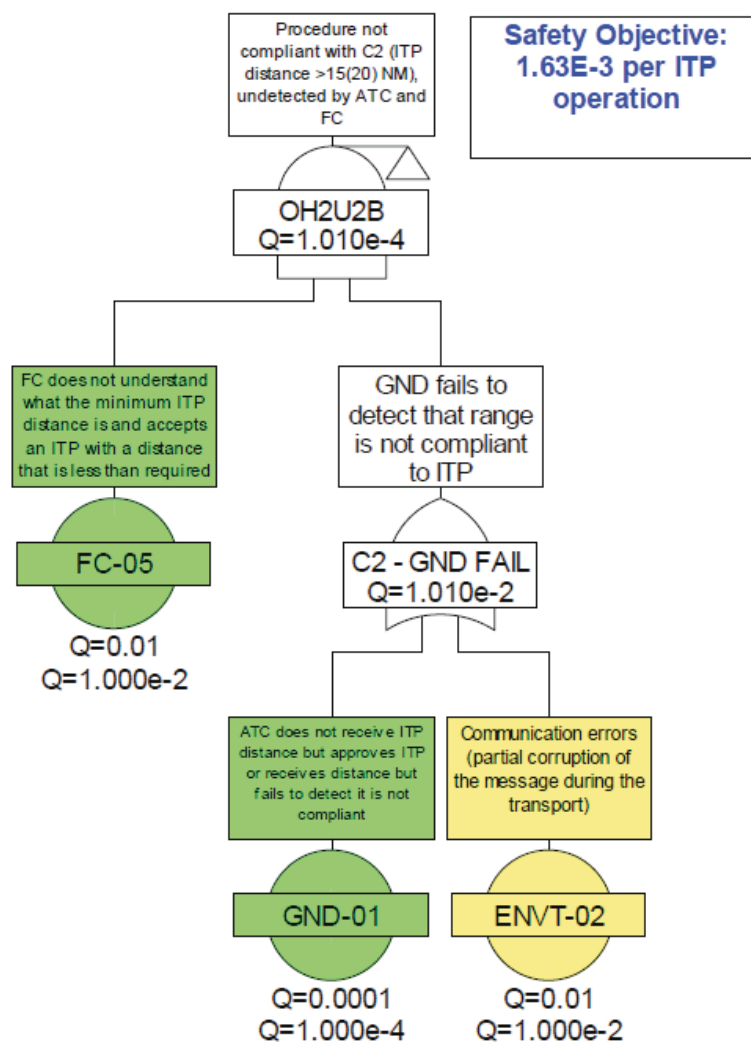 Procedure not
compliant with C2 (ITP
distance >15(20) NM),
undetected by ATC and
FC
Safety Objective:
1.63E-3 per ITP
operation
OH2U2B
Q=1.010e-4
FC does not understand
what the minimum ITP
distance is and accepts
an ITP with a distance
that is less than required
GND fails to
detect that range
is not compliant
to ITP
FC-05
Q=0.01
Q=1.000e-2
C2 - GND FAIL
Q=1.010e-2
ATC does not receive ITP
distance but approves ITP
or receives distance but
fails to detect it is not
compliant
Communication errors
(partial corruption of
the message during the
transport)
GND-01
Q=0.0001
Q=1.000e-4
ENVT-02
Q=0.01
Q=1.000e-2